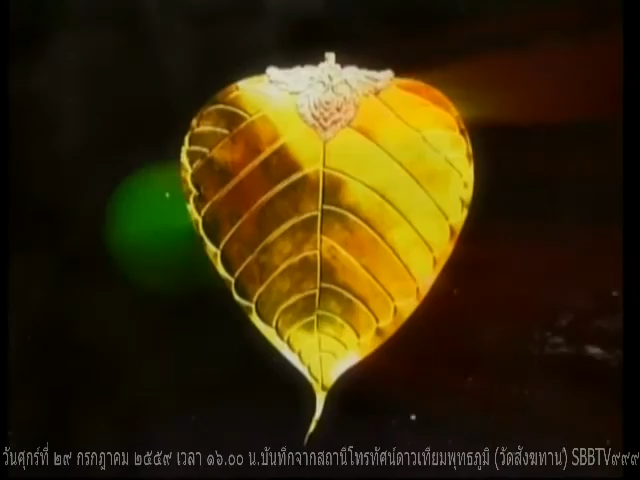 วันศุกร์ที่ ๒๙ กรกฎาคม ๒๕๕๙ เวลา ๑๖.๐๐ น.บันทึกจากสถานีโทรทัศน์ดาวเทียมพุทธภูมิ (วัดสังฆทาน) SBBTV๙๙๙